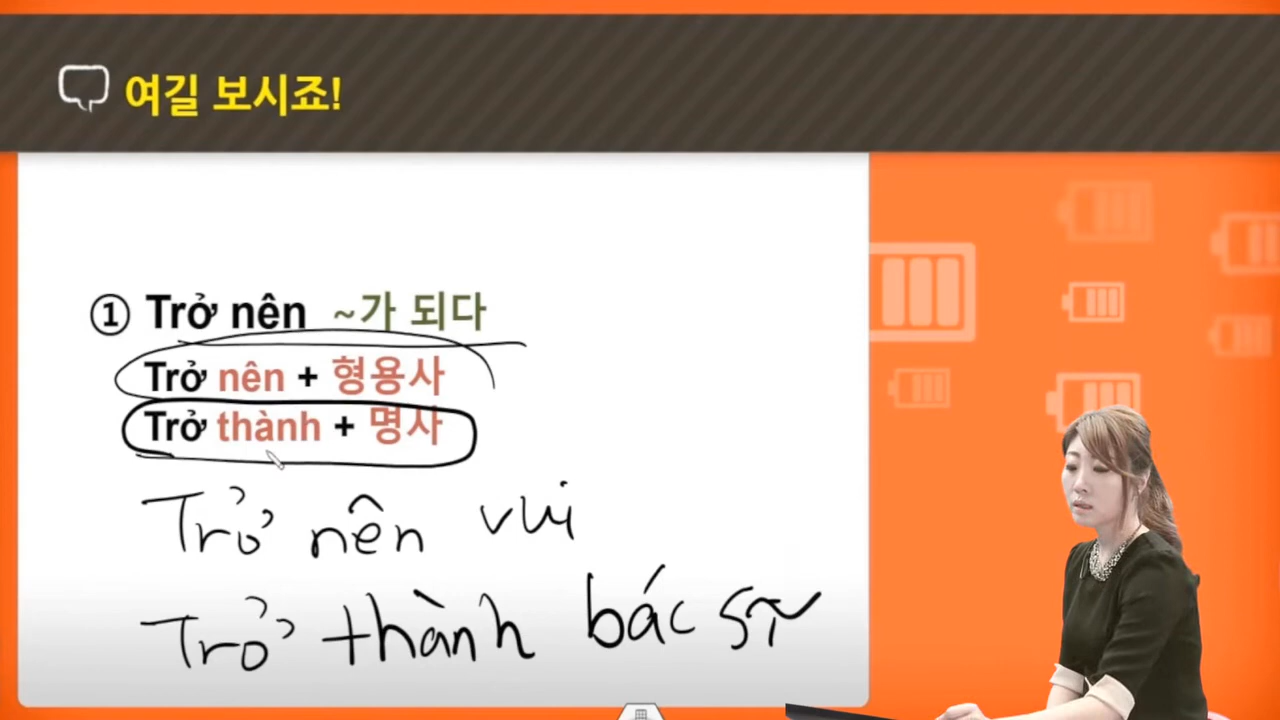 여길 보시죠!
① Trở nên ~가 되다
Trở nên + 형용사
Trở thành + 명사
Trở nên vui
Trở thành bác sĩ